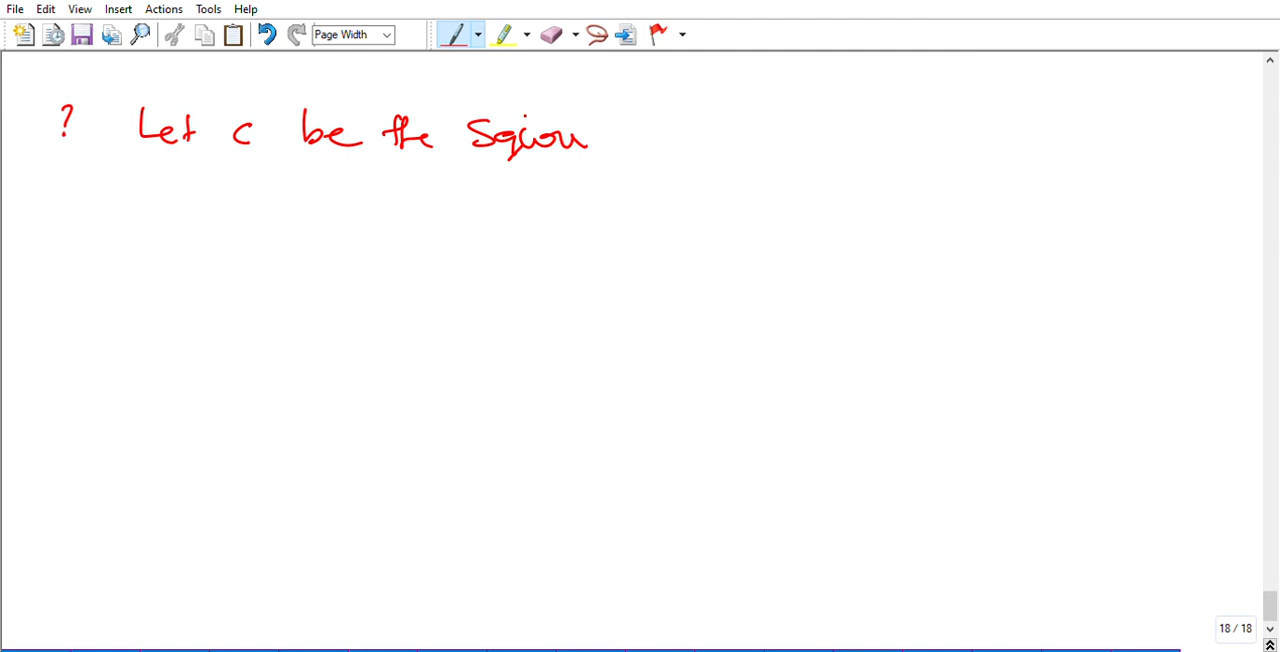 File Edit View Insert Actions Tools Help
Page Width
? Let c be the
18 / 18